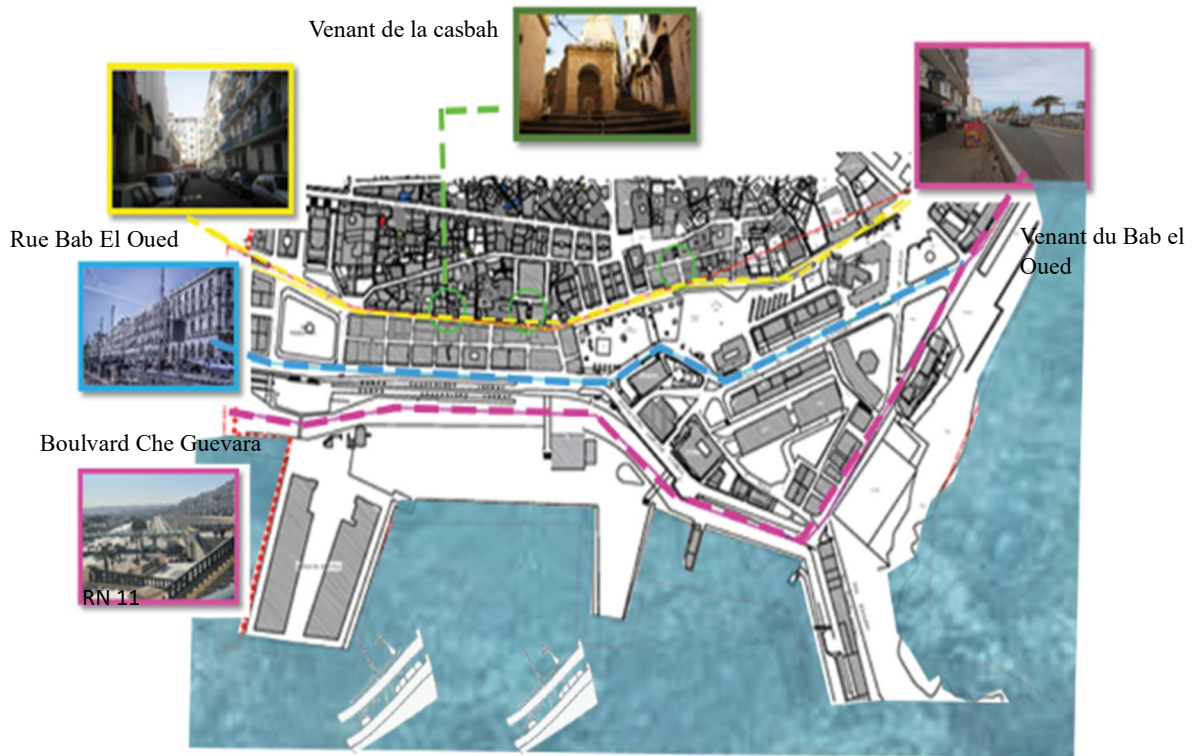 Venant de la casbah
Rue Bab El Oued
Venant du Bab el
Oued
Boulvard Che Guevara
RN 11